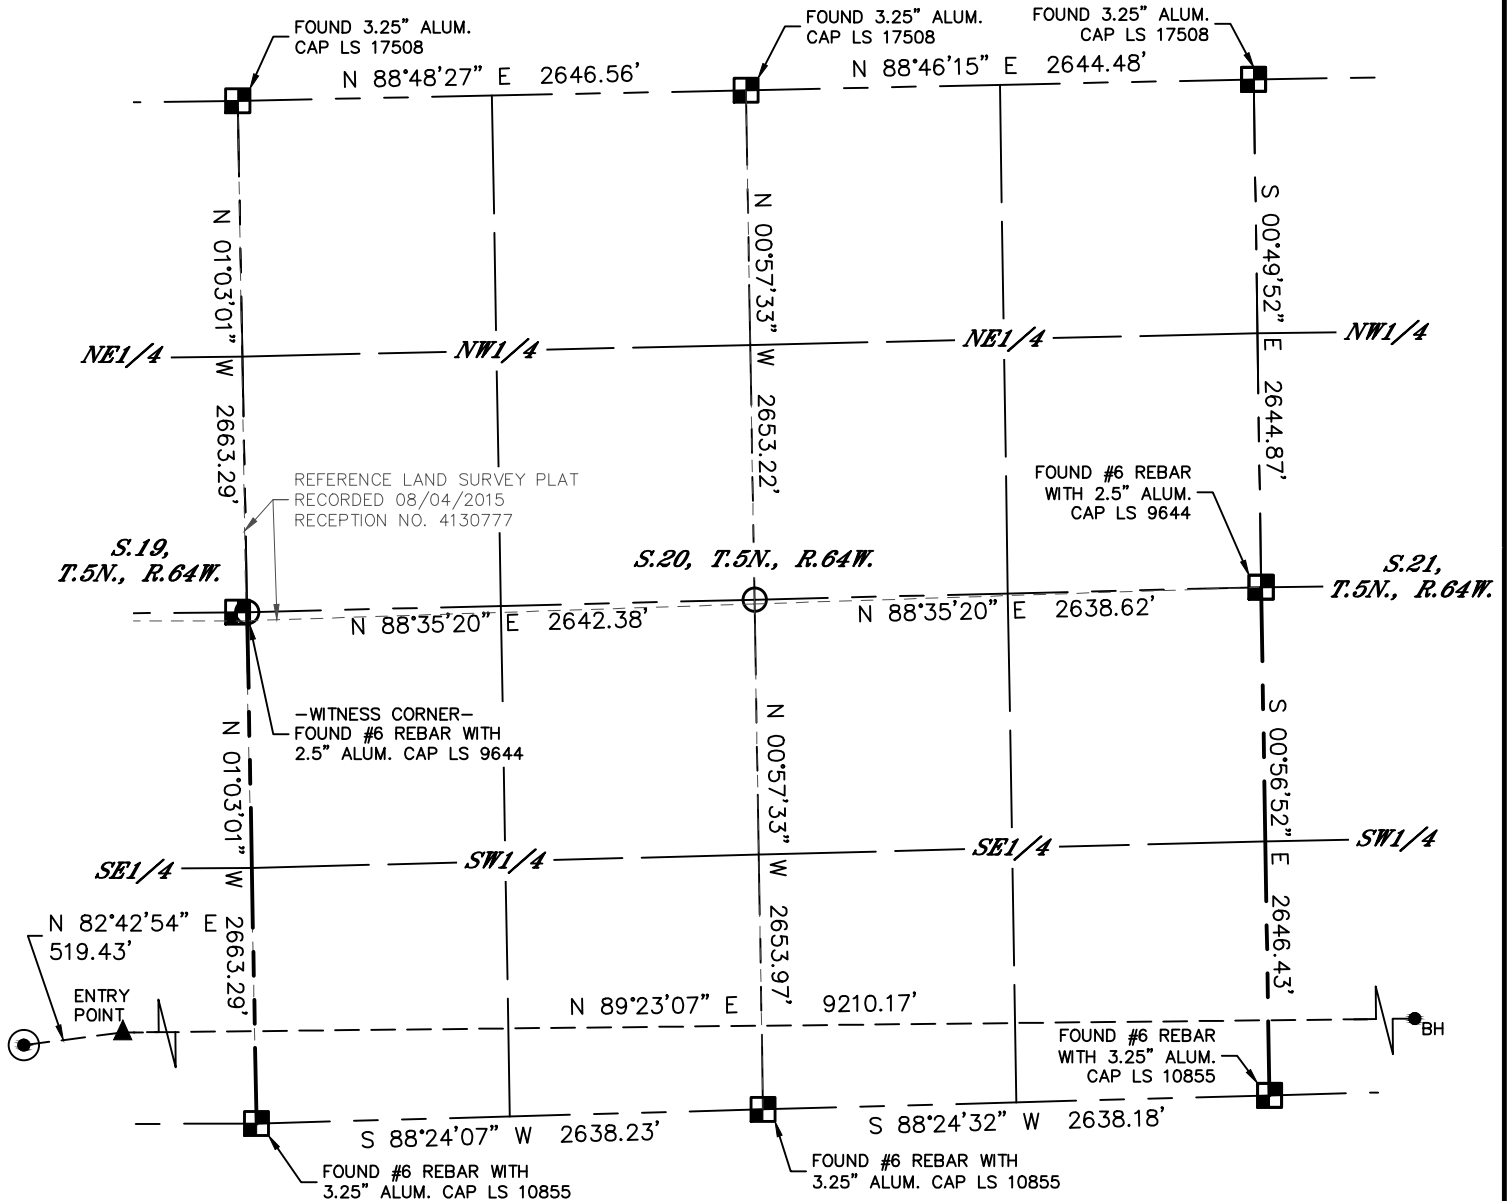 FOUND 3.25" ALUM.
CAP LS 17508
FOUND 3.25" ALUM.
CAP LS 17508
FOUND 3.25" ALUM.
CAP LS 17508
N 88°48'27" E 2646.56'
N 88°46'15" E 2644.48'
N 01°03'01" W 2663.29'
N 00°57'33" W 2653.22'
S 00°49'52" E 2644.87'
NE1/4
NW1/4
NE1/4
NW1/4
REFERENCE LAND SURVEY PLAT
RECORDED 08/04/2015
RECEPTION NO. 4130777
FOUND #6 REBAR
WITH 2.5" ALUM.
CAP LS 9644
S.19,
T.5N., R.64W.
S.20, T.5N., R.64W.
S.21,
T.5N., R.64W.
N 88°35'20" E 2642.38'
N 88°35'20" E 2638.62'
-WITNESS CORNER-
FOUND #6 REBAR WITH
2.5" ALUM. CAP LS 9644
N 01°03'01" W 2663.29'
N 00°57'33" W 2653.97'
S 00°56'52" E 2646.43'
SE1/4
SW1/4
SE1/4
SW1/4
N 82°42'54" E
519.43'
ENTRY
POINT
N 89°23'07" E 9210.17'
BH
FOUND #6 REBAR
WITH 3.25" ALUM.
CAP LS 10855
S 88°24'07" W 2638.23'
S 88°24'32" W 2638.18'
FOUND #6 REBAR WITH
3.25" ALUM. CAP LS 10855
FOUND #6 REBAR WITH
3.25" ALUM. CAP LS 10855